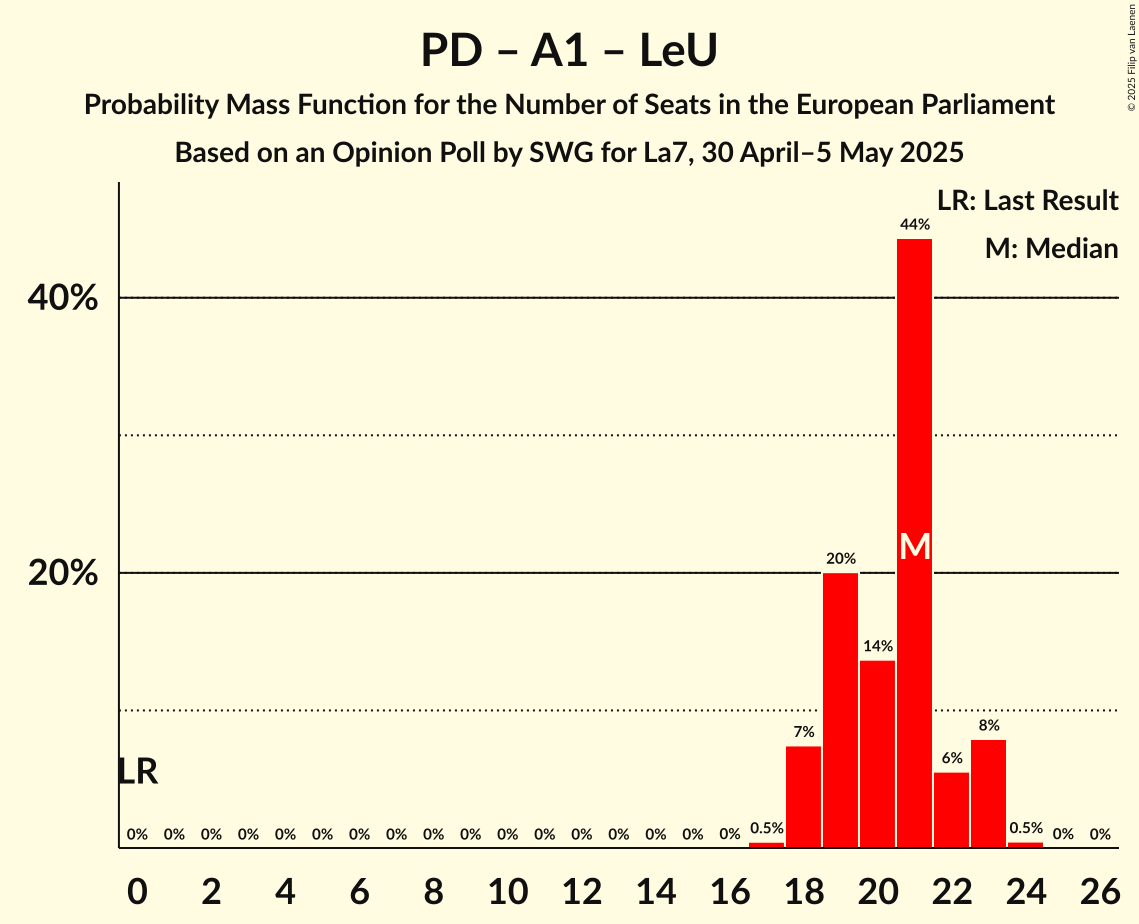 PD – A1 – LeU
Probability Mass Function for the Number of Seats in the European Parliament
Based on an Opinion Poll by SWG for La7, 30 April–5 May 2025
© 2025 Filip van Laenen
LR: Last Result
M: Median
44%
40%
M
20%
20%
14%
8%
7%
6%
LR
0% 0% 0% 0% 0% 0% 0% 0% 0% 0% 0% 0% 0% 0% 0% 0% 0% 0.5% 0.5% 0% 0%
0 2 4 6 8 10 12 14 16 18 20 22 24 26